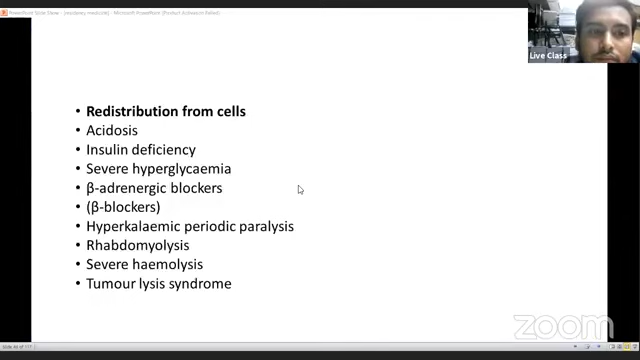 PowerPoint Slide Show - [residency medicine] - Microsoft PowerPoint (Product Activation Failed)
Live Class
• Redistribution from cells
• Acidosis
• Insulin deficiency
• Severe hyperglycaemia
• β-adrenergic blockers
• (β-blockers)
• Hyperkalaemic periodic paralysis
• Rhabdomyolysis
• Severe haemolysis
• Tumour lysis syndrome
zoom